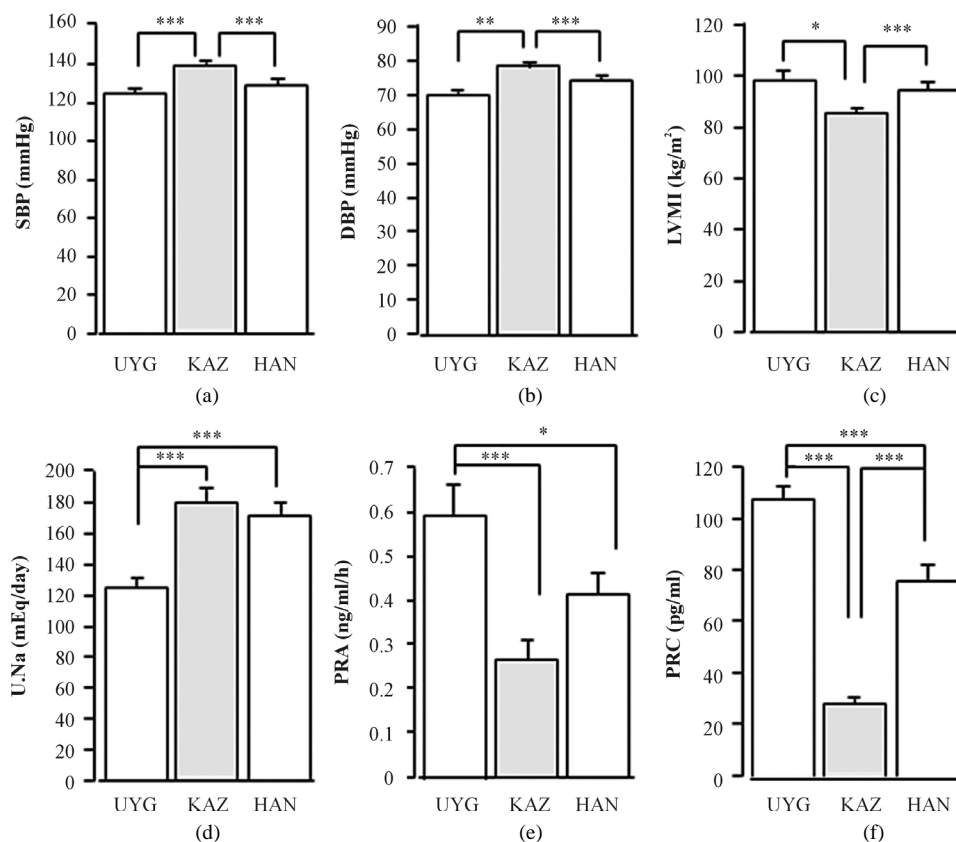 ***
***
160
140
120
100
80
60
40
20
0
SBP (mmHg)
UYG
KAZ
HAN
(a)
**
***
90
80
70
60
50
40
30
20
10
0
DBP (mmHg)
UYG
KAZ
HAN
(b)
*
***
120
100
80
60
40
20
0
LVMI (kg/m²)
UYG
KAZ
HAN
(c)
***
***
200
180
160
140
120
100
80
60
40
20
0
U.Na (mEq/day)
UYG
KAZ
HAN
(d)
*
***
0.7
0.6
0.5
0.4
0.3
0.2
0.1
0
PRA (ng/ml/h)
UYG
KAZ
HAN
(e)
***
***
***
120
100
80
60
40
20
0
PRC (pg/ml)
UYG
KAZ
HAN
(f)